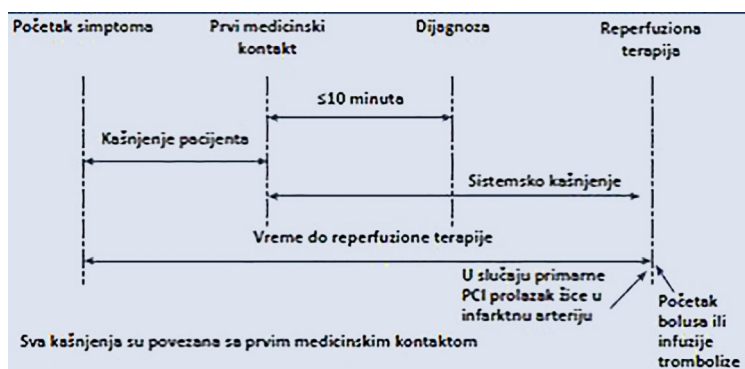 Početak simptoma
Prvi medicinski
kontakt
Dijagnoza
Reperfuziona
terapija
≤10 minuta
Kašnjenje pacijenta
Sistemsko kašnjenje
Vreme do reperfuzione terapije
U slučaju primarne
PCI prolazak žice u
infarktnu arteriju
Početak
bolusa ili
infuzije
trombolize
Sva kašnjenja su povezana sa prvim medicinskim kontaktom